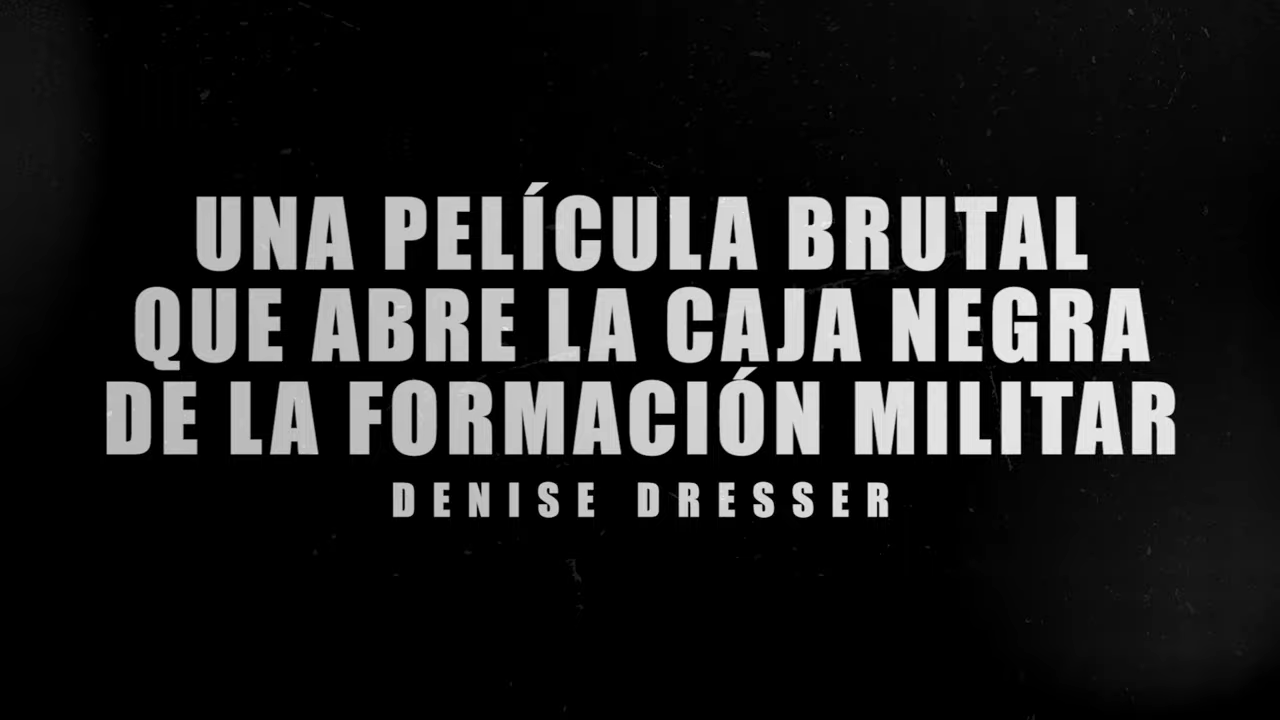 UNA PELÍCULA BRUTAL
QUE ABRE LA CAJA NEGRA
DE LA FORMACIÓN MILITAR
DENISE DRESSER